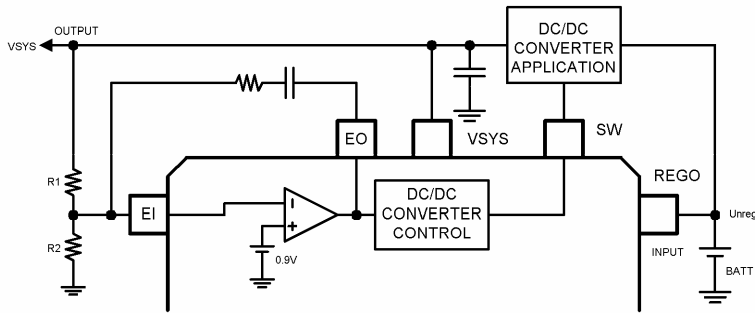 OUTPUT
VSYS
DC/DC
CONVERTER
APPLICATION
EO
VSYS
SW
R1
EI
R2
0.9V
DC/DC
CONVERTER
CONTROL
REGO
INPUT
Unreg
BATT